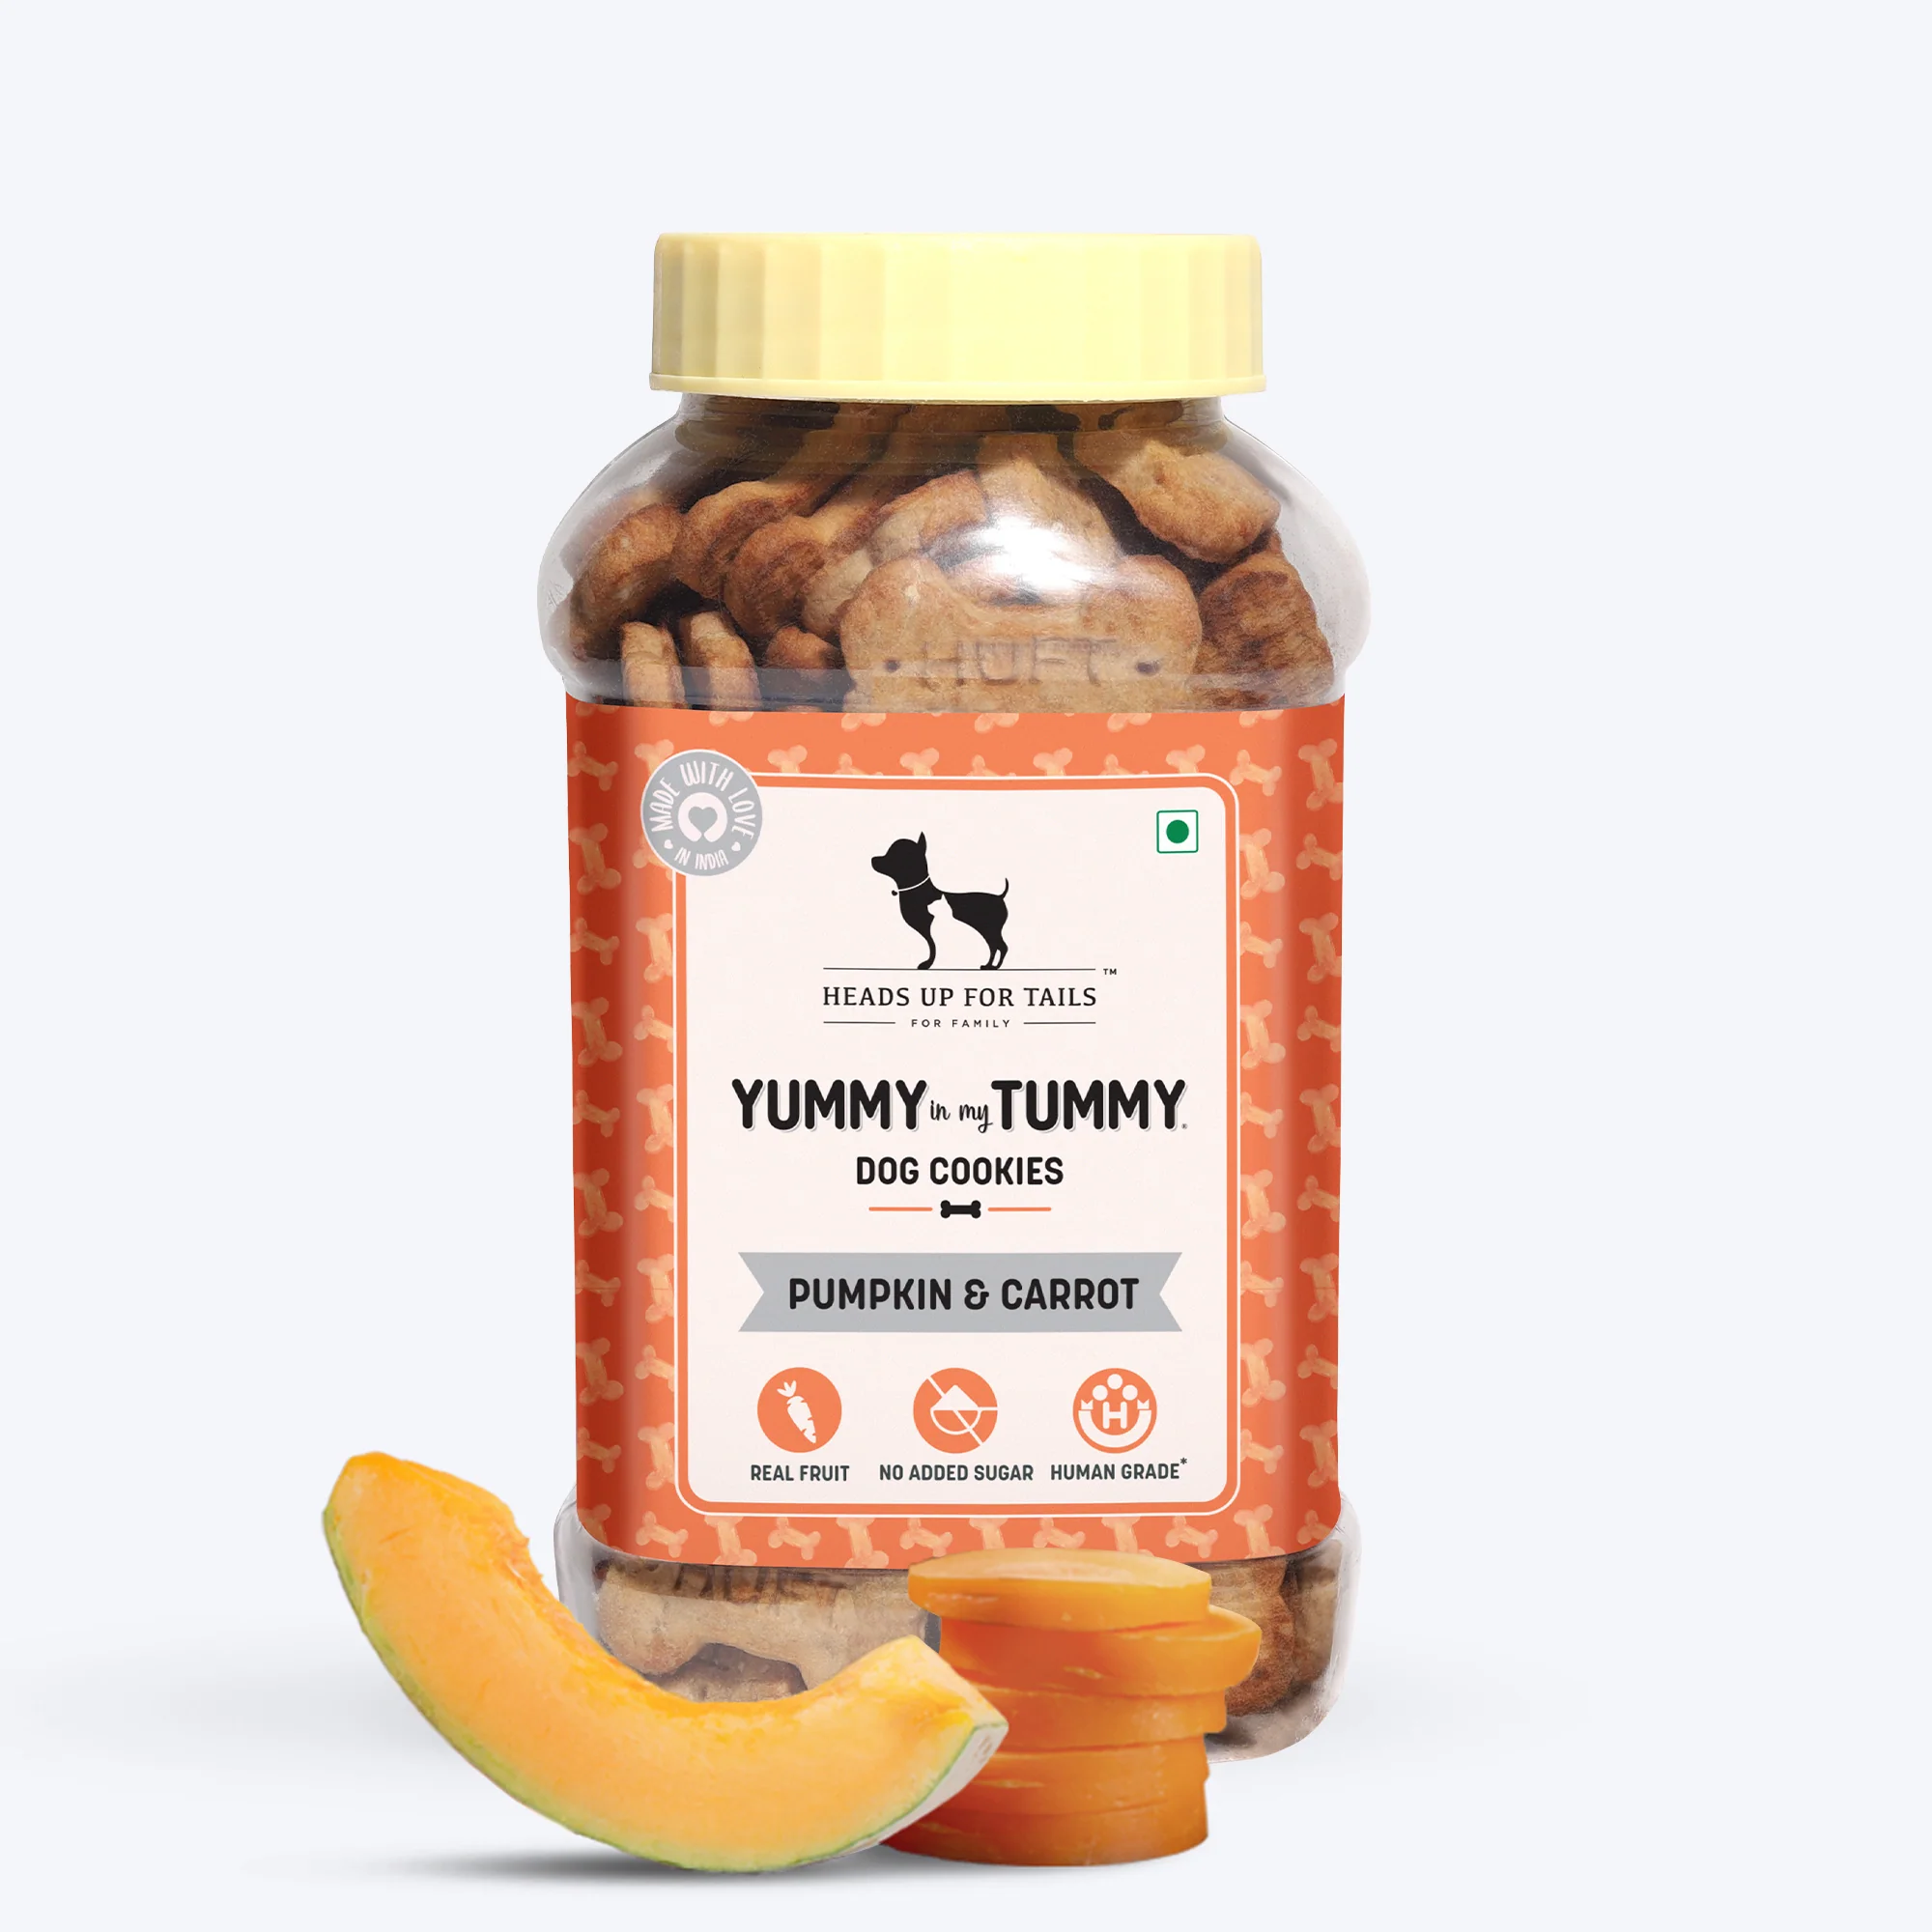 HUFT
MADE WITH LOVE
IN INDIA
HEADS UP FOR TAILS
™
FOR FAMILY
YUMMY in my TUMMY®
DOG COOKIES
PUMPKIN & CARROT
H
REAL FRUIT
NO ADDED SUGAR
HUMAN GRADE*